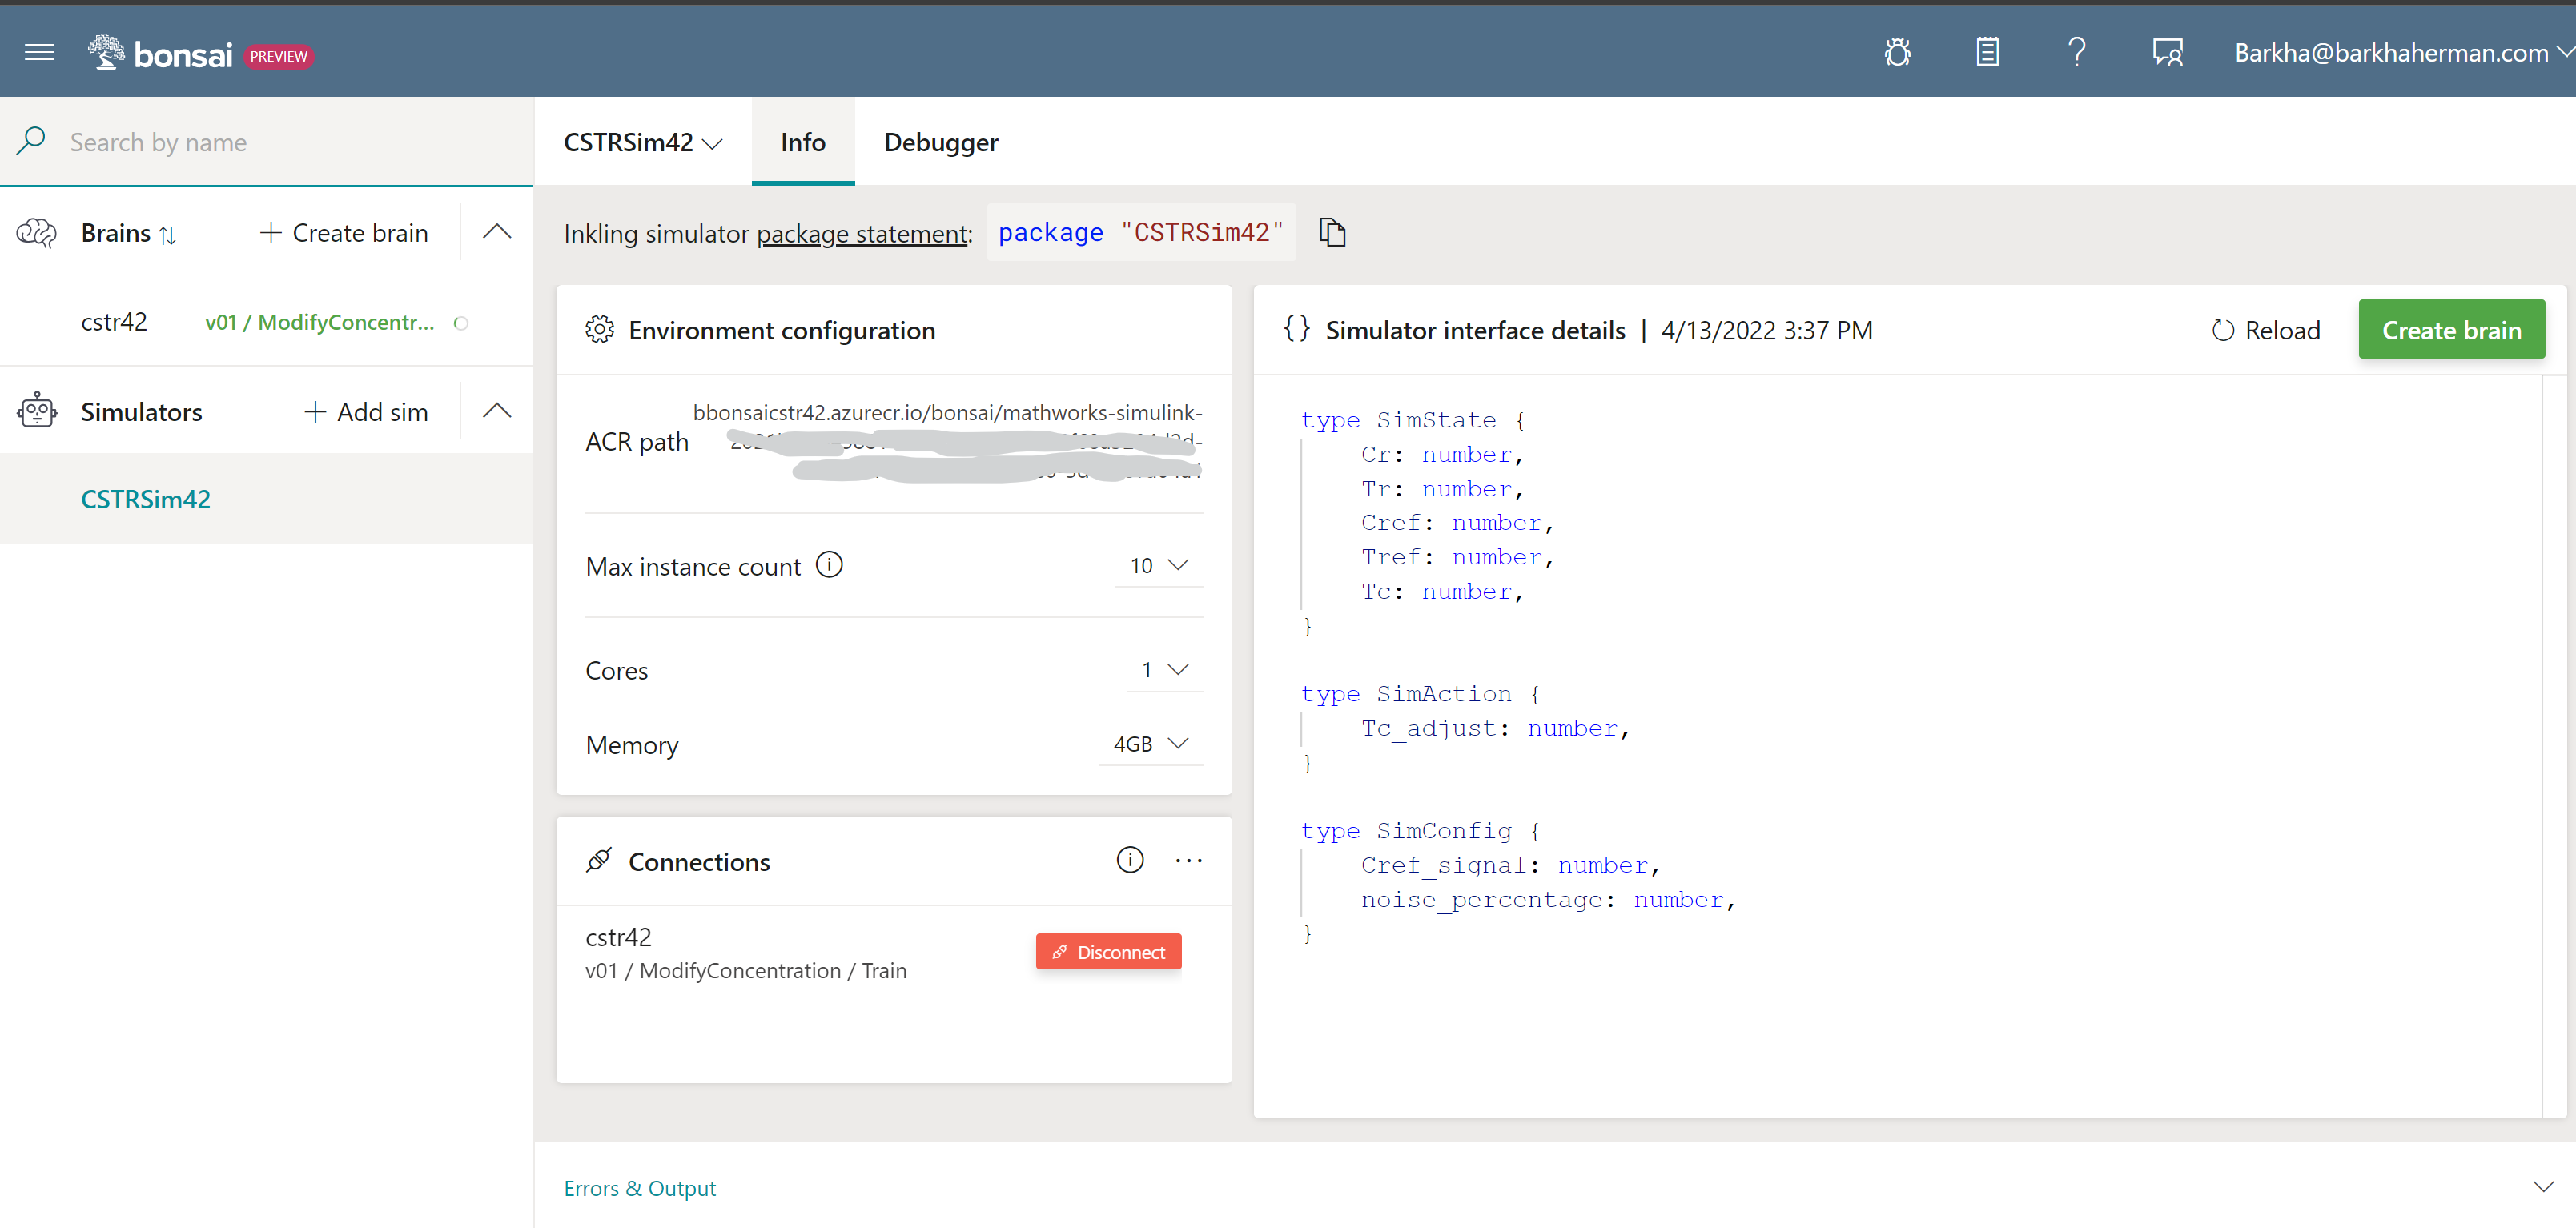 bonsai PREVIEW
Barkha@barkhaherman.com
Search by name
Brains
Create brain
cstr42
v01 / ModifyConcentr...
Simulators
Add sim
CSTRSim42
CSTRSim42
Info
Debugger
Inkling simulator package statement: package "CSTRSim42"
Environment configuration
ACR path
bbonsaicstr42.azurecr.io/bonsai/mathworks-simulink-
Max instance count
10
Cores
1
Memory
4GB
Connections
cstr42
v01 / ModifyConcentration / Train
Disconnect
{} Simulator interface details | 4/13/2022 3:37 PM
Reload
Create brain
type SimState {
Cr: number,
Tr: number,
Cref: number,
Tref: number,
Tc: number,
}
type SimAction {
Tc_adjust: number,
}
type SimConfig {
Cref_signal: number,
noise_percentage: number,
}
Errors & Output